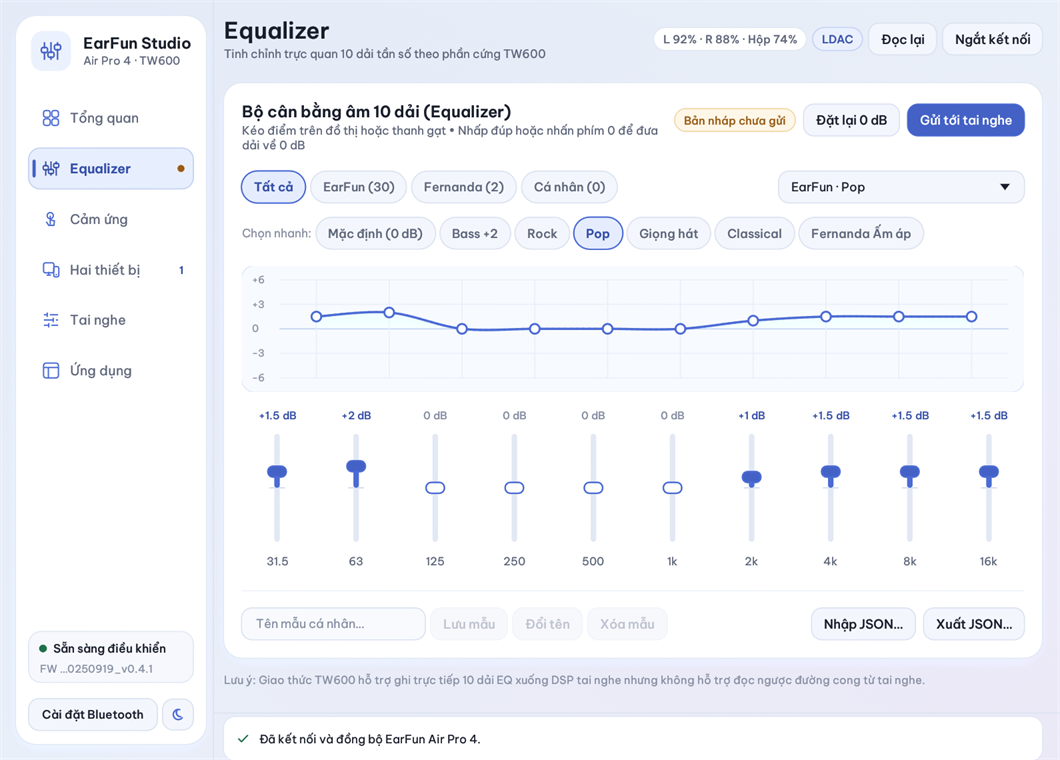 EarFun Studio
Air Pro 4 · TW600
Tổng quan
Equalizer
Cảm ứng
Hai thiết bị 1
Tai nghe
Ứng dụng
Sẵn sàng điều khiển
FW ...0250919_v0.4.1
Cài đặt Bluetooth
Equalizer
Tinh chỉnh trực quan 10 dải tần số theo phần cứng TW600
L 92% · R 88% · Hộp 74%
LDAC
Đọc lại
Ngắt kết nối
Bộ cân bằng âm 10 dải (Equalizer)
Kéo điểm trên đồ thị hoặc thanh gạt • Nhấp đúp hoặc nhấn phím 0 để đưa
dải về 0 dB
Bản nháp chưa gửi
Đặt lại 0 dB
Gửi tới tai nghe
Tất cả EarFun (30) Fernanda (2) Cá nhân (0)
EarFun · Pop
Chọn nhanh: Mặc định (0 dB) Bass +2 Rock Pop Giọng hát Classical Fernanda Ấm áp
+6
+3
0
−3
−6
+1.5 dB +2 dB 0 dB 0 dB 0 dB 0 dB +1 dB +1.5 dB +1.5 dB +1.5 dB
31.5 63 125 250 500 1k 2k 4k 8k 16k
Tên mẫu cá nhân...
Lưu mẫu
Đổi tên
Xóa mẫu
Nhập JSON...
Xuất JSON...
Lưu ý: Giao thức TW600 hỗ trợ ghi trực tiếp 10 dải EQ xuống DSP tai nghe nhưng không hỗ trợ đọc ngược đường cong từ tai nghe.
Đã kết nối và đồng bộ EarFun Air Pro 4.